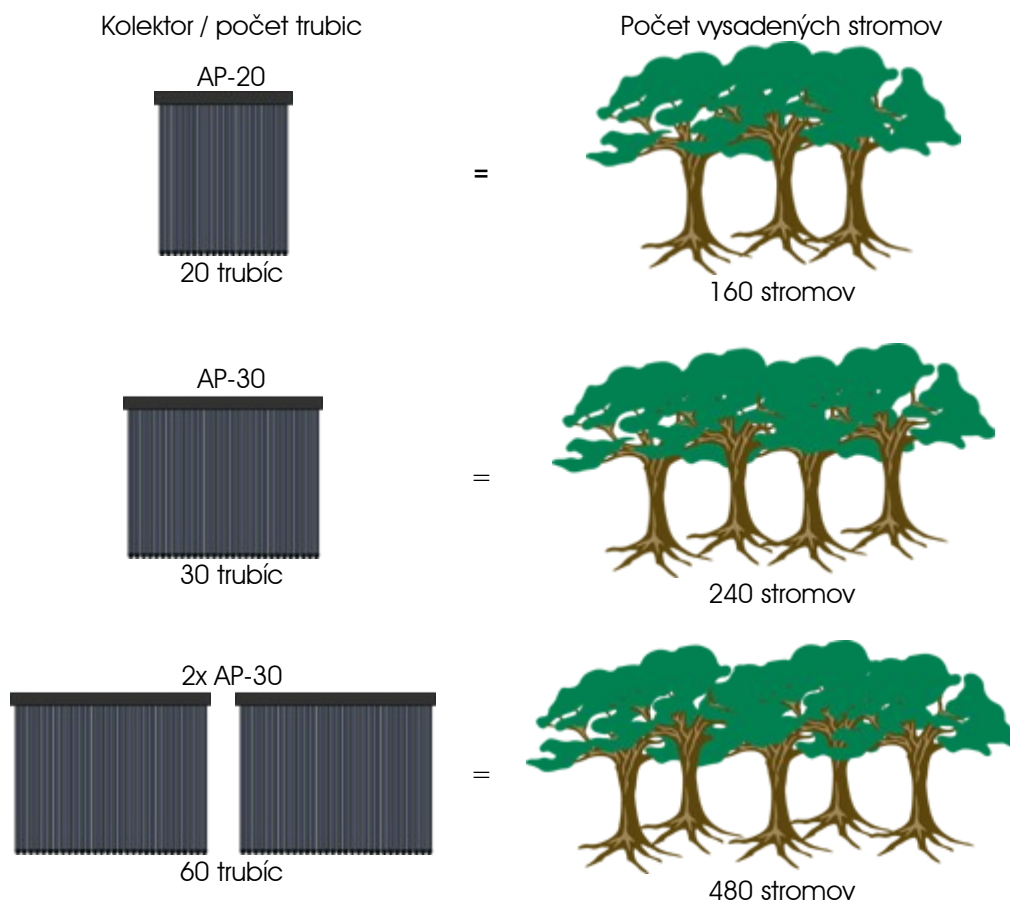 Kolektor / počet trubic
Počet vysadených stromov
AP-20
=
20 trubíc
160 stromov
AP-30
=
30 trubíc
240 stromov
2x AP-30
=
60 trubíc
480 stromov